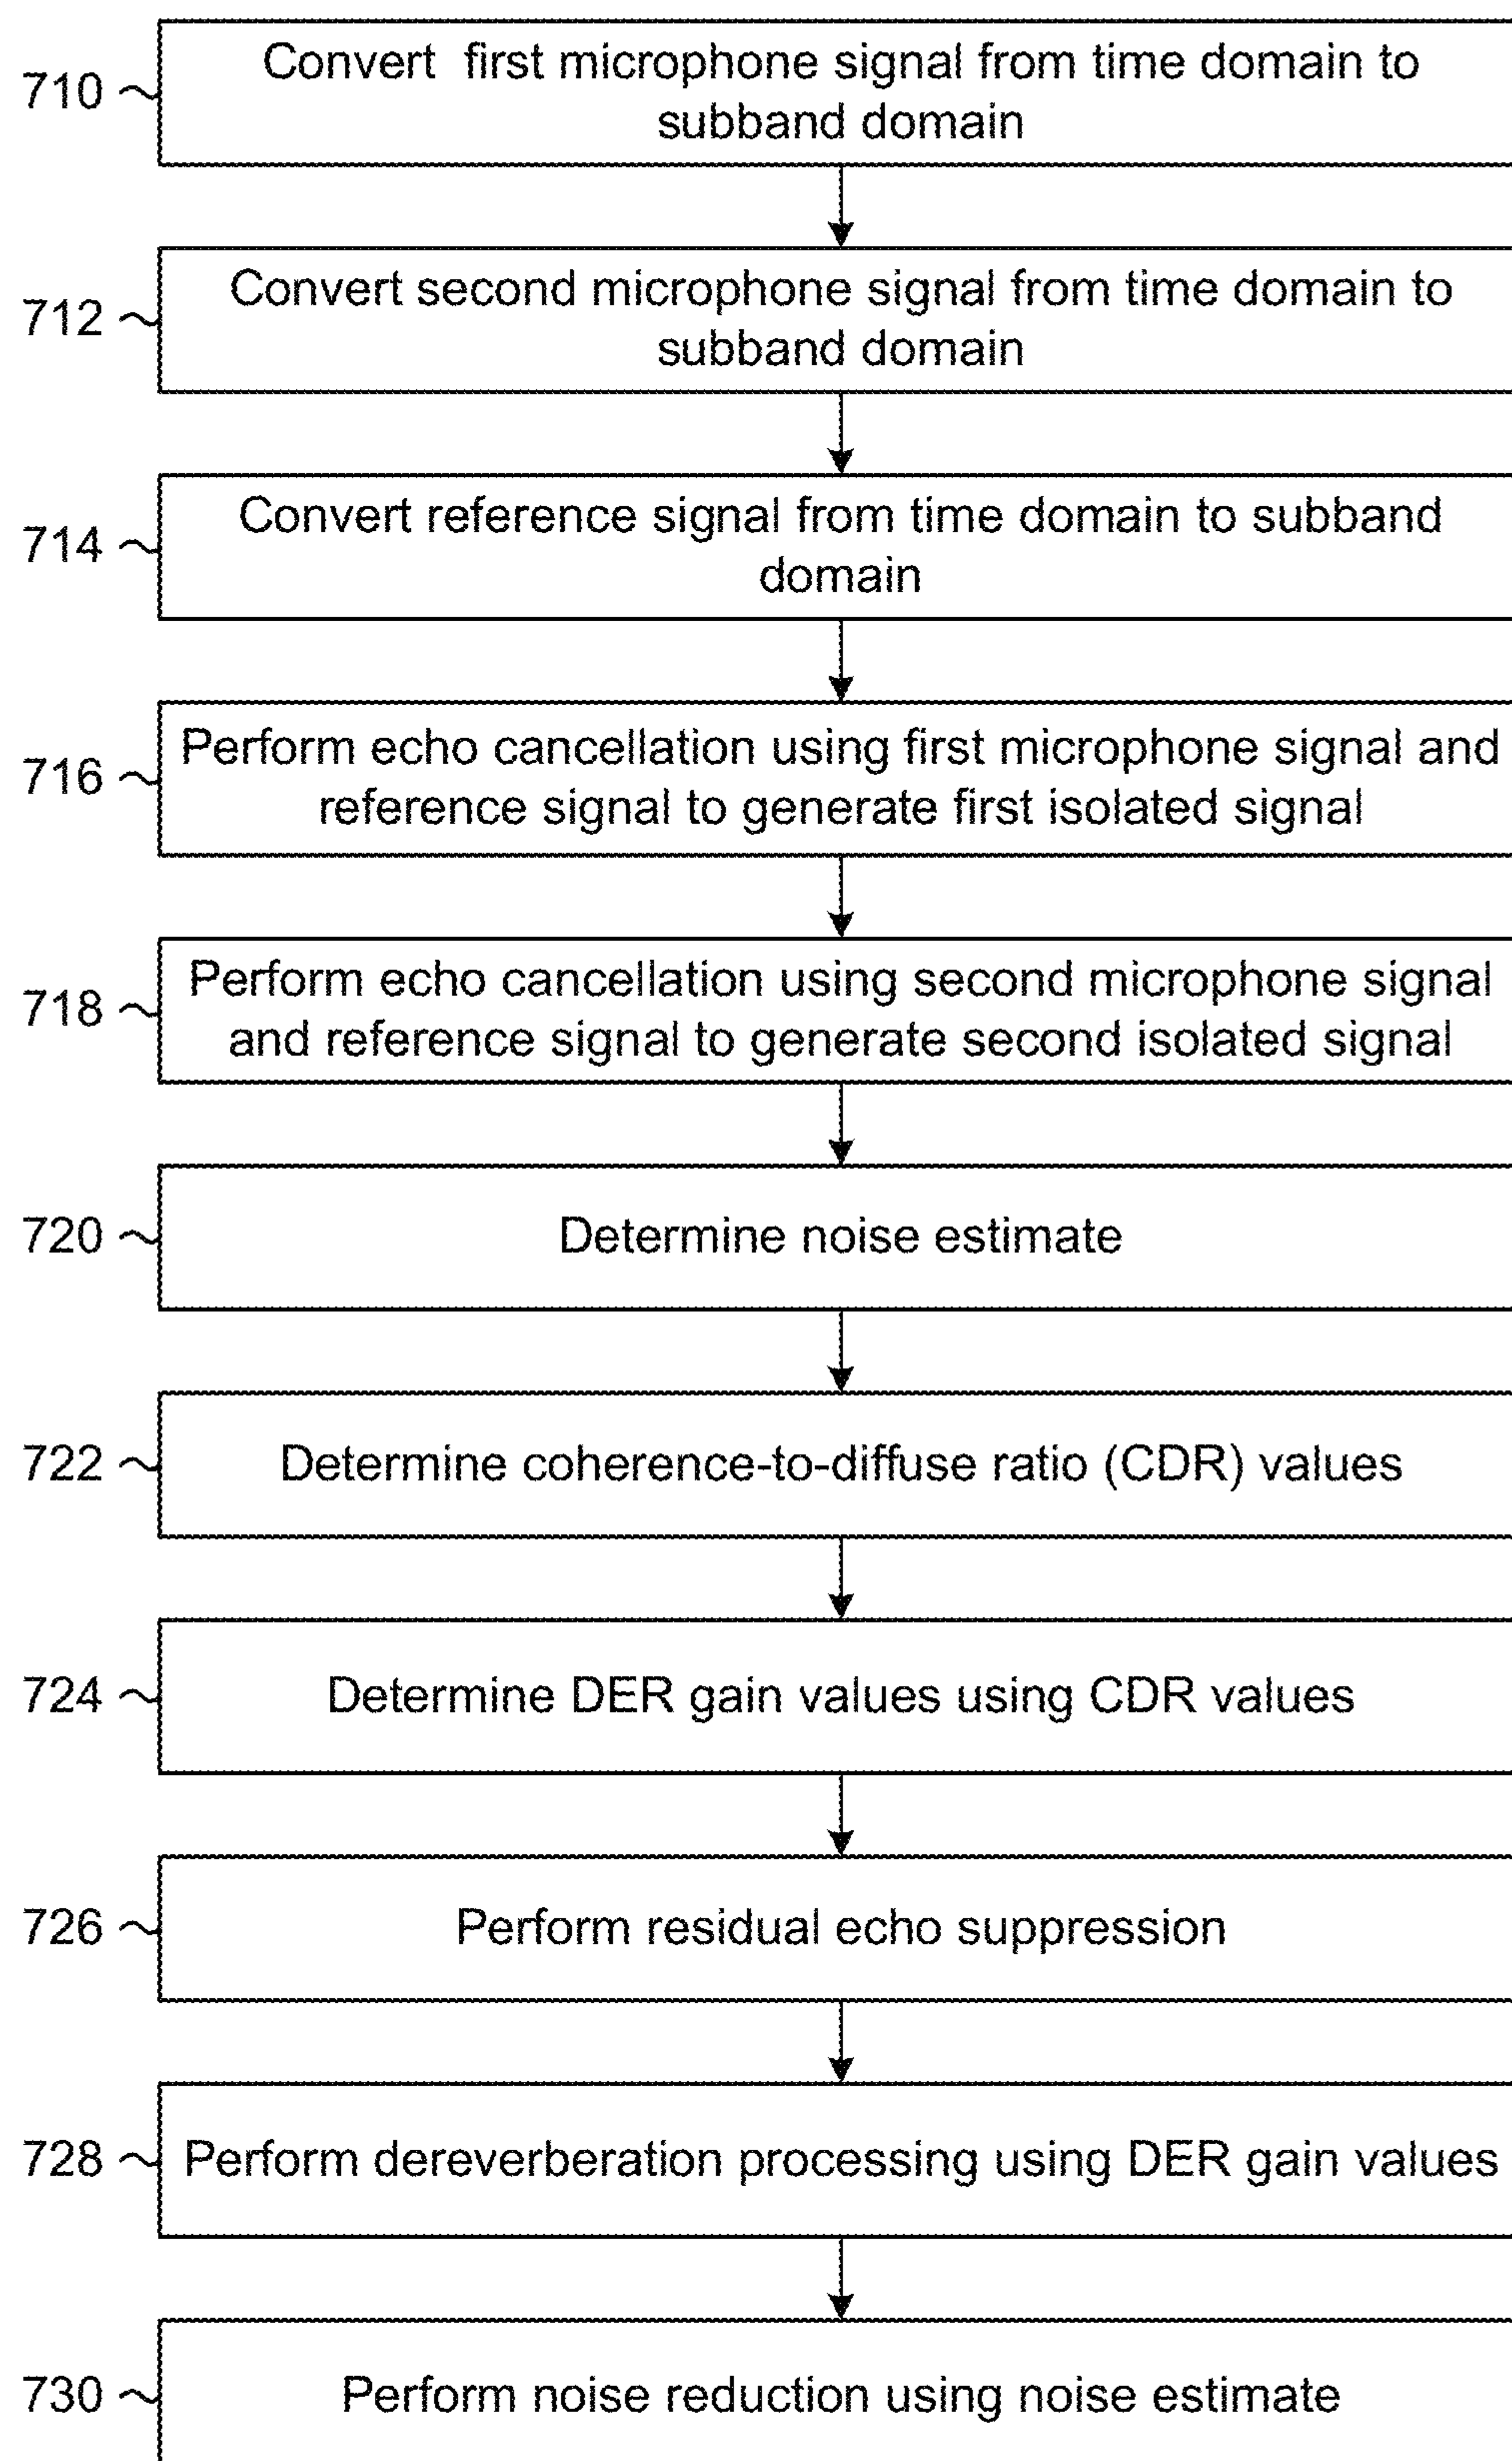 710 Convert first microphone signal from time domain to
subband domain
712 Convert second microphone signal from time domain to
subband domain
714 Convert reference signal from time domain to subband
domain
716 Perform echo cancellation using first microphone signal and
reference signal to generate first isolated signal
718 Perform echo cancellation using second microphone signal
and reference signal to generate second isolated signal
720 Determine noise estimate
722 Determine coherence-to-diffuse ratio (CDR) values
724 Determine DER gain values using CDR values
726 Perform residual echo suppression
728 Perform dereverberation processing using DER gain values
730 Perform noise reduction using noise estimate